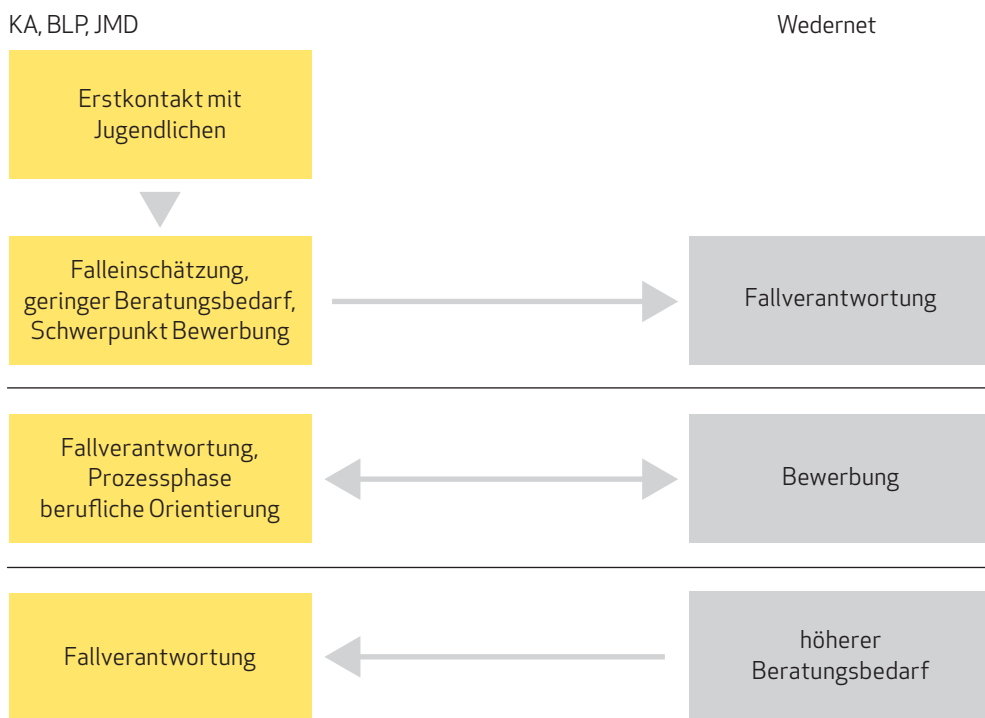 KA, BLP, JMD
Wedernet
Erstkontakt mit
Jugendlichen
Falleinschätzung,
geringer Beratungsbedarf,
Schwerpunkt Bewerbung
Fallverantwortung
Fallverantwortung,
Prozessphase
berufliche Orientierung
Bewerbung
Fallverantwortung
höherer
Beratungsbedarf